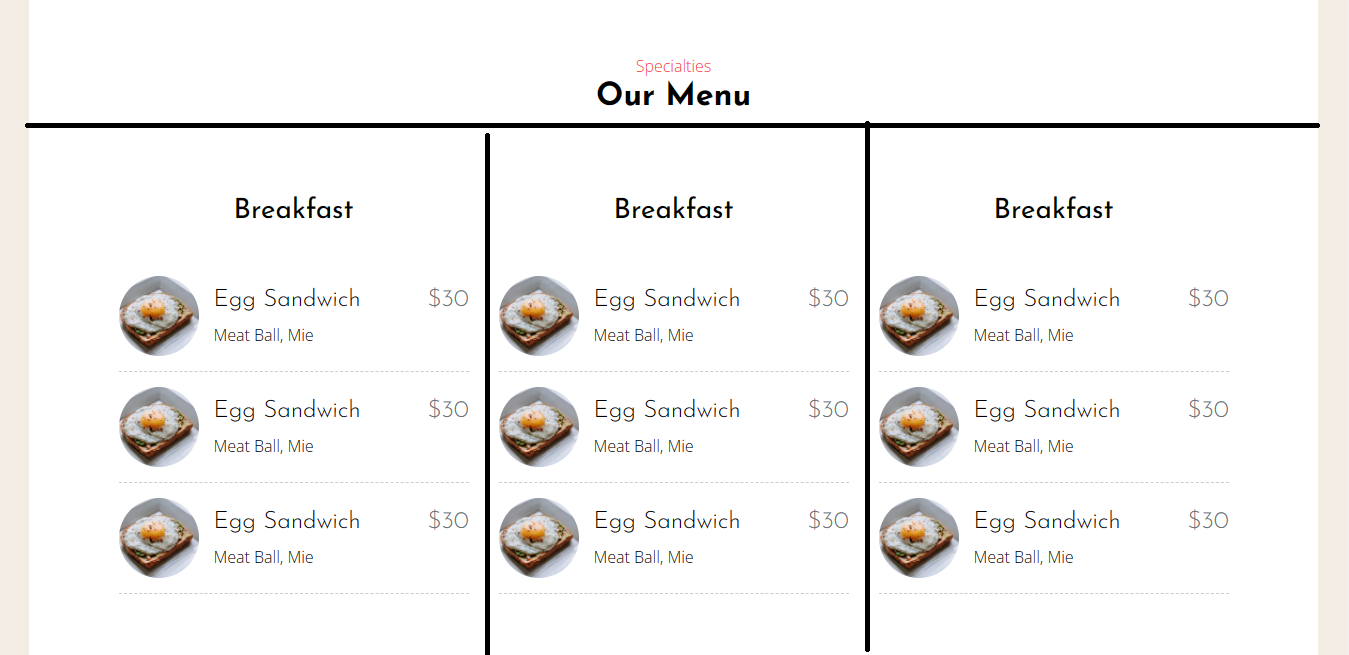 Specialties
Our Menu
Breakfast
Egg Sandwich $30
Meat Ball, Mie
Egg Sandwich $30
Meat Ball, Mie
Egg Sandwich $30
Meat Ball, Mie
Breakfast
Egg Sandwich $30
Meat Ball, Mie
Egg Sandwich $30
Meat Ball, Mie
Egg Sandwich $30
Meat Ball, Mie
Breakfast
Egg Sandwich $30
Meat Ball, Mie
Egg Sandwich $30
Meat Ball, Mie
Egg Sandwich $30
Meat Ball, Mie